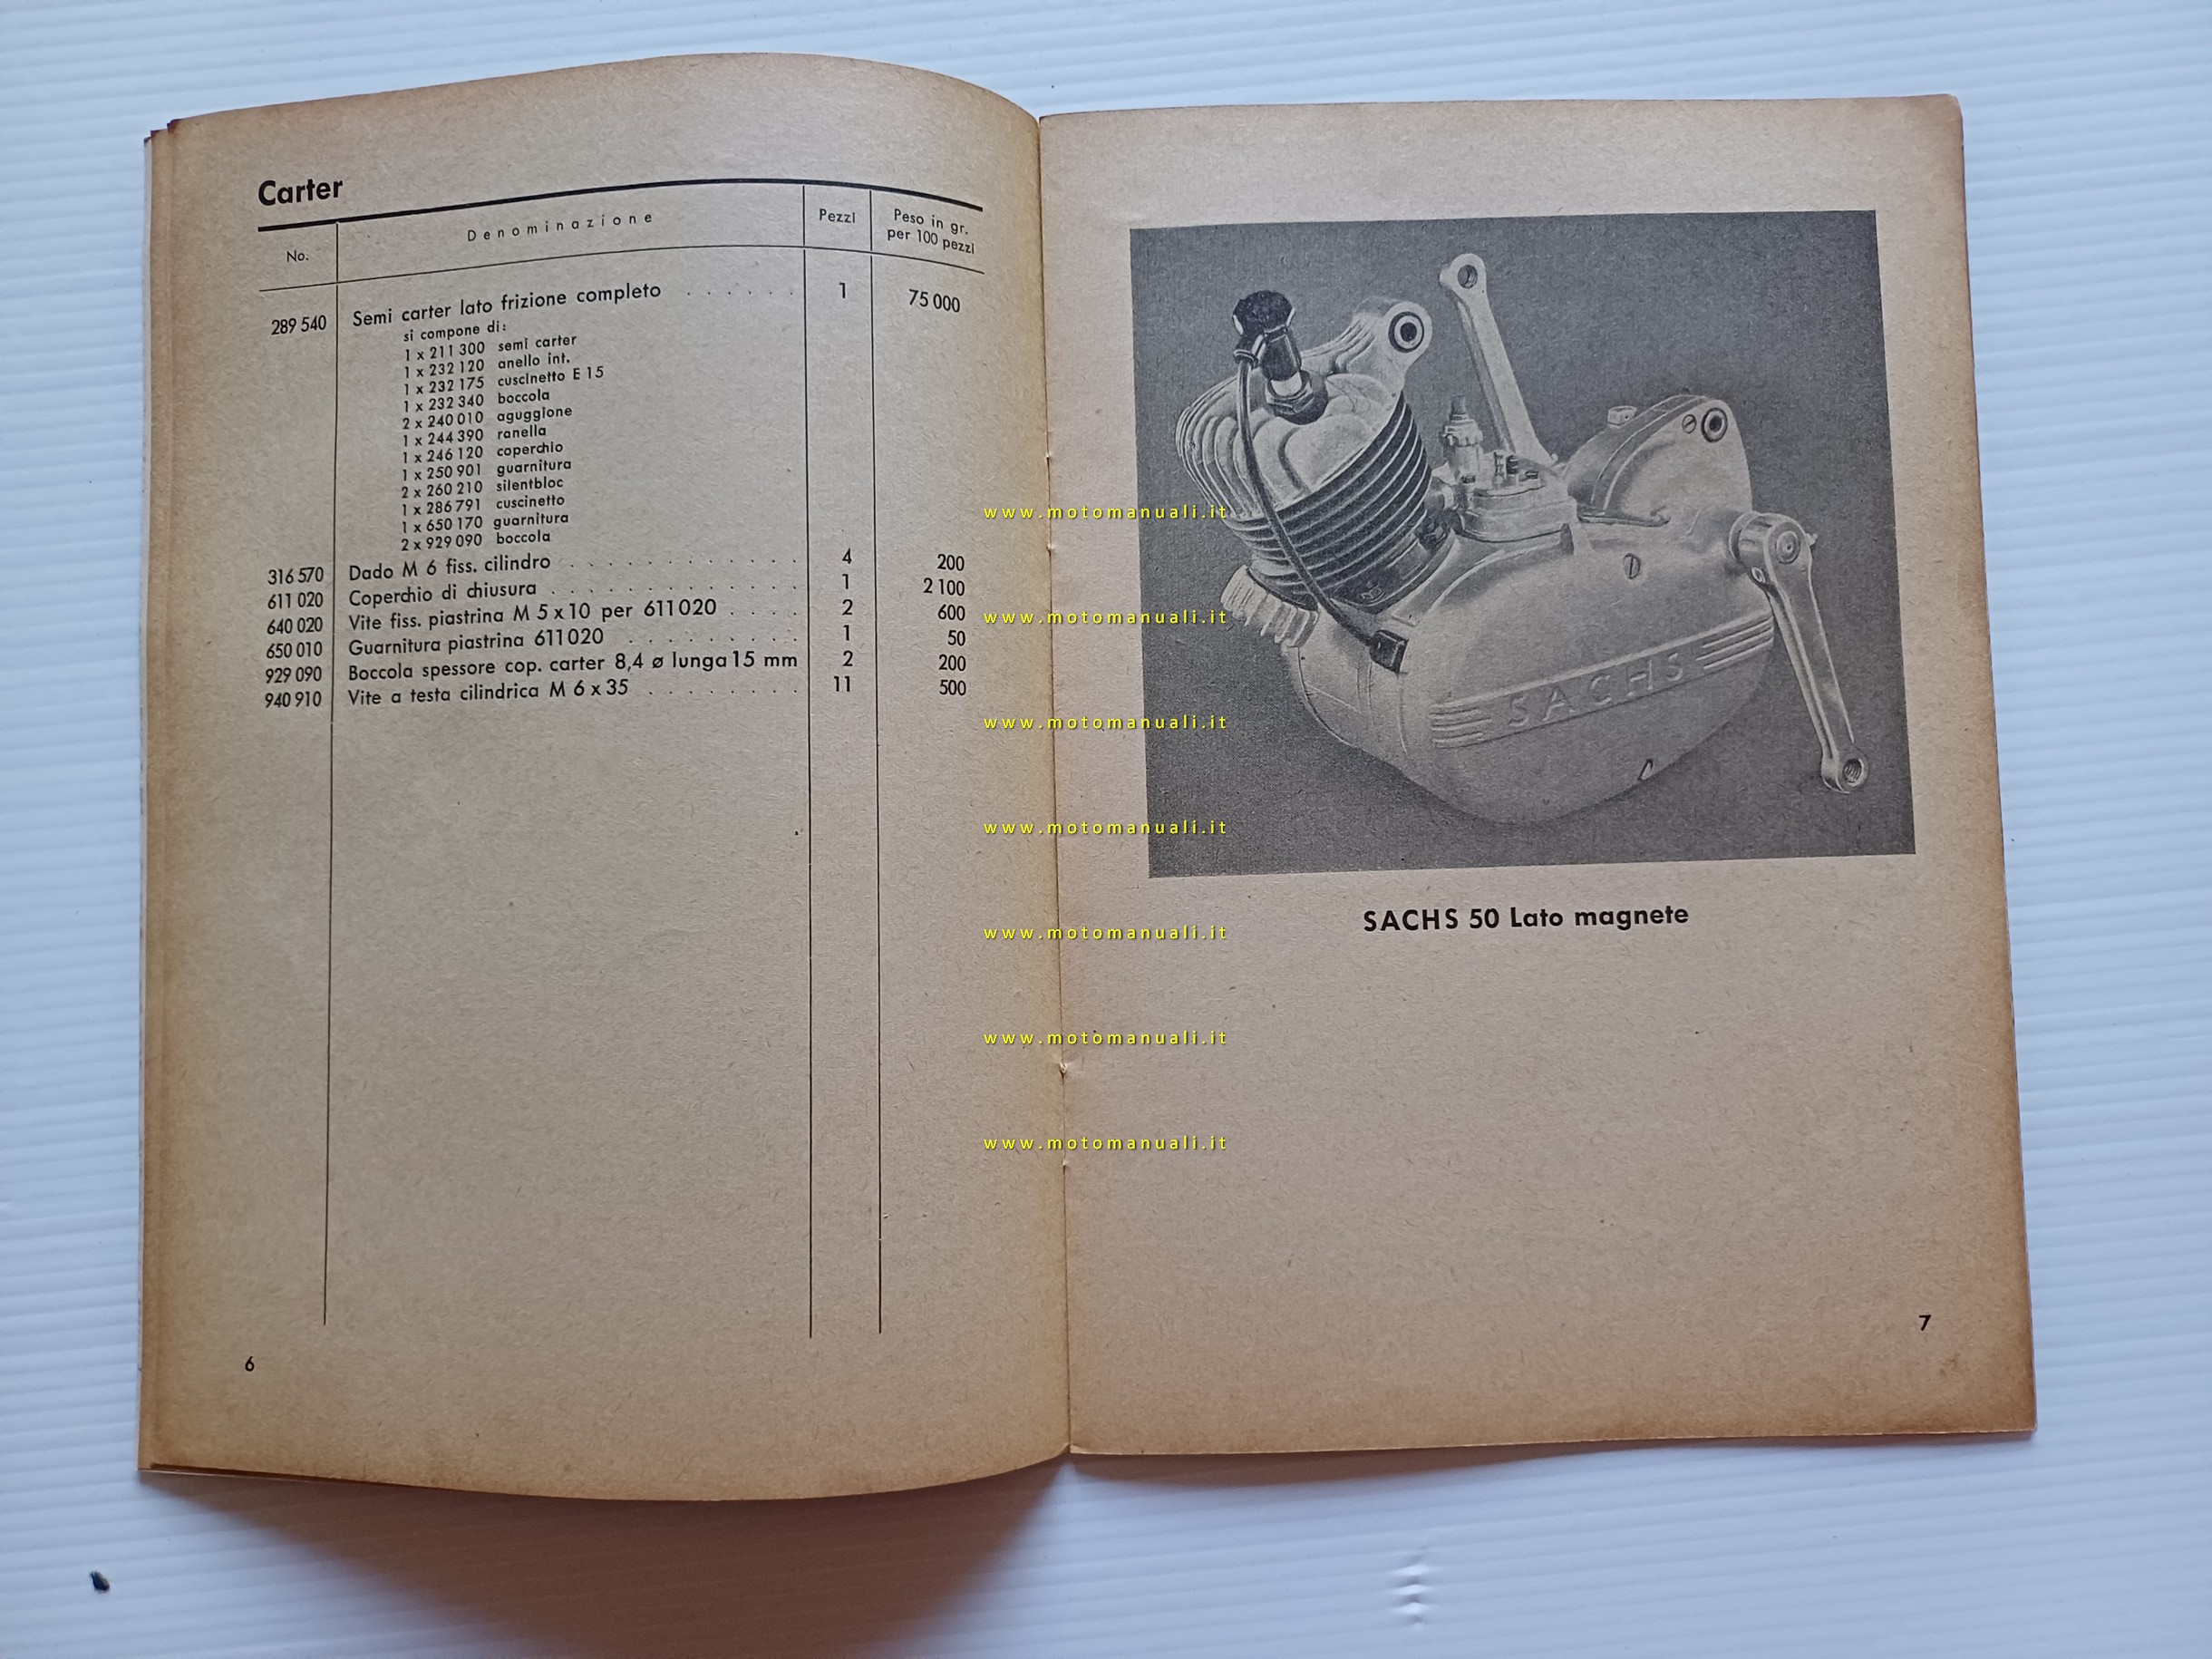 Carter
No. Denominazione Pezzi Peso in gr. per 100 pezzi
289 540 Semi carter lato frizione completo . . . . . . 1 75 000
si compone di:
1 x 211 300 semi carter
1 x 232 120 anello int.
1 x 232 175 cuscinetto E 15
1 x 232 340 boccola
2 x 240 010 aguggione
1 x 244 390 ranella
1 x 246 120 coperchio
1 x 250 901 guarnitura
2 x 260 210 silentbloc
1 x 286 791 cuscinetto
1 x 650 170 guarnitura
2 x 929 090 boccola
316 570 Dado M 6 fiss. cilindro . . . . . . . . . . . 4 200
611 020 Coperchio di chiusura . . . . . . . . . . . . 1 2 100
640 020 Vite fiss. piastrina M 5 x 10 per 611 020 . . . . 2 600
650 010 Guarnitura piastrina 611 020 . . . . . . . . . 1 50
929 090 Boccola spessore cop. carter 8,4 ø lunga 15 mm 2 200
940 910 Vite a testa cilindrica M 6 x 35 . . . . . . . . 11 500
6
SACHS
SACHS 50 Lato magnete
7
www.motomanuali.it
www.motomanuali.it
www.motomanuali.it
www.motomanuali.it
www.motomanuali.it
www.motomanuali.it
www.motomanuali.it